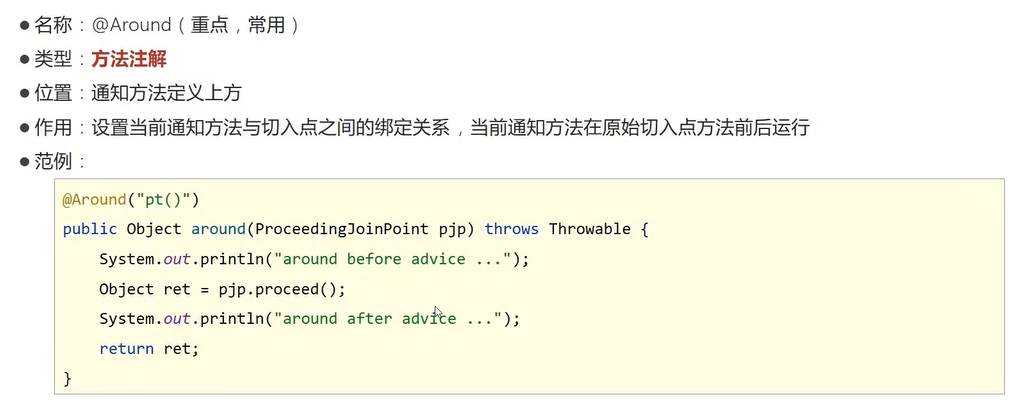 ● 名称：@Around（重点，常用）
● 类型：方法注解
● 位置：通知方法定义上方
● 作用：设置当前通知方法与切入点之间的绑定关系，当前通知方法在原始切入点方法前后运行
● 范例：
@Around("pt()")
public Object around(ProceedingJoinPoint pjp) throws Throwable {
    System.out.println("around before advice ...");
    Object ret = pjp.proceed();
    System.out.println("around after advice ...");
    return ret;
}